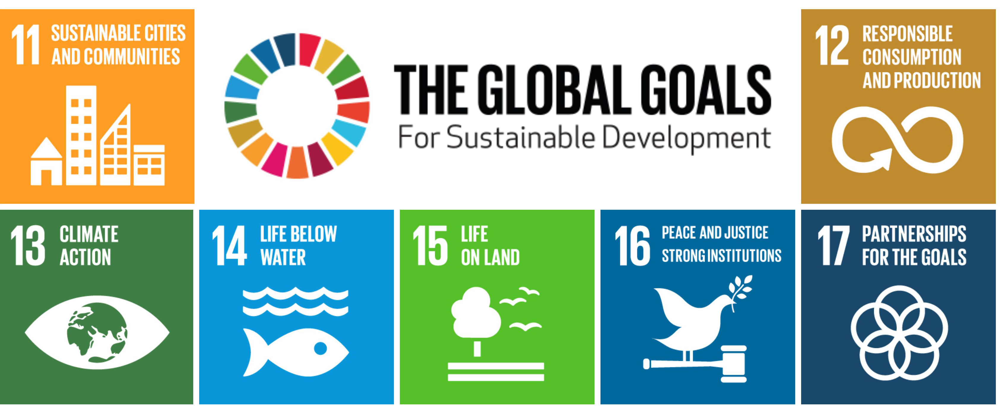 11 SUSTAINABLE CITIES
AND COMMUNITIES
THE GLOBAL GOALS
For Sustainable Development
12 RESPONSIBLE
CONSUMPTION
AND PRODUCTION
13 CLIMATE
ACTION
14 LIFE BELOW
WATER
15 LIFE
ON LAND
16 PEACE AND JUSTICE
STRONG INSTITUTIONS
17 PARTNERSHIPS
FOR THE GOALS